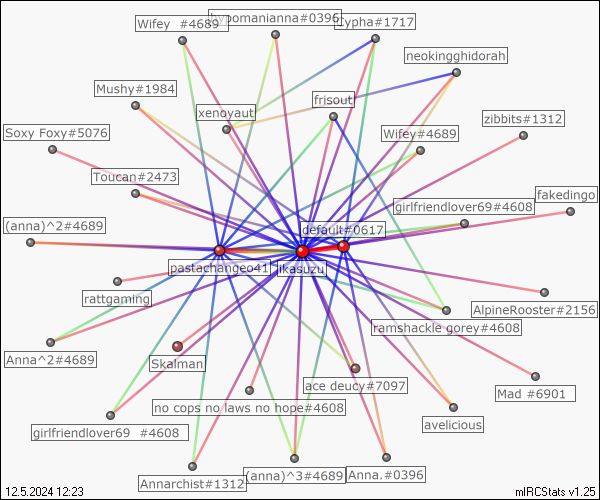 Wifey #4689
hypomanianna#0396
Cypha#1717
neokingghidorah
Mushy#1984
xenoyaut
frisout
zibbits#1312
Soxy Foxy#5076
Wifey#4689
Toucan#2473
fakedingo
girlfriendlover69#4608
(anna)^2#4689
default#0617
pastachangeo41
ikasuzu
rattgaming
AlpineRooster#2156
ramshackle gorey#4608
Anna^2#4689
Skalman
ace deucy#7097
Mad #6901
no cops no laws no hope#4608
avelicious
girlfriendlover69 #4608
Annarchist#1312
(anna)^3#4689
Anna.#0396
12.5.2024 12:23
mIRCStats v1.25